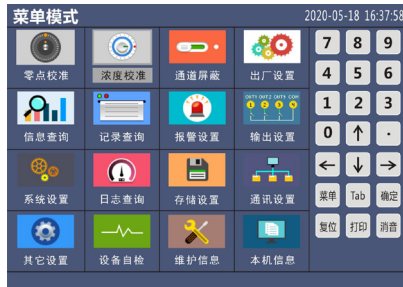 菜单模式 2020-05-18 16:37:58
零点校准 浓度校准 通道屏蔽 出厂设置
信息查询 记录查询 报警设置 输出设置
OUT1 OUT2 OUT3 COM
系统设置 日志查询 存储设置 通讯设置
其它设置 设备自检 维护信息 本机信息
7 8 9
4 5 6
1 2 3
0 ↑ ·
← ↓ →
菜单 Tab 确定
复位 打印 消音